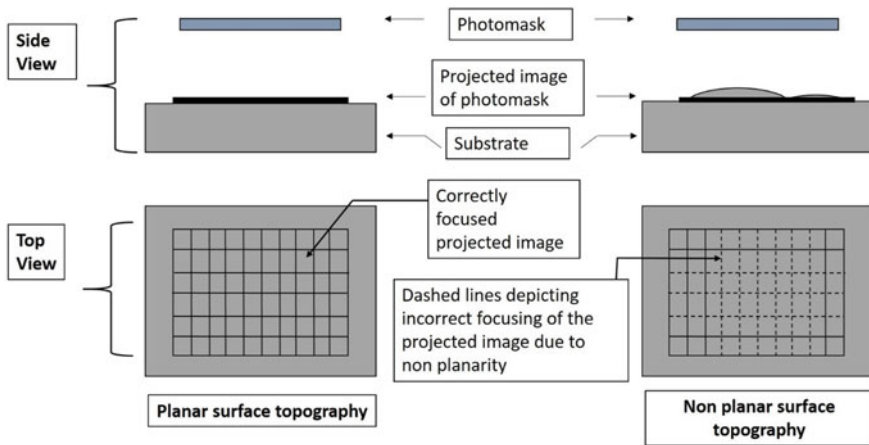 Side
View
Photomask
Projected image
of photomask
Substrate
Top
View
Correctly
focused
projected image
Dashed lines depicting
incorrect focusing of the
projected image due to
non planarity
Planar surface topography
Non planar surface
topography